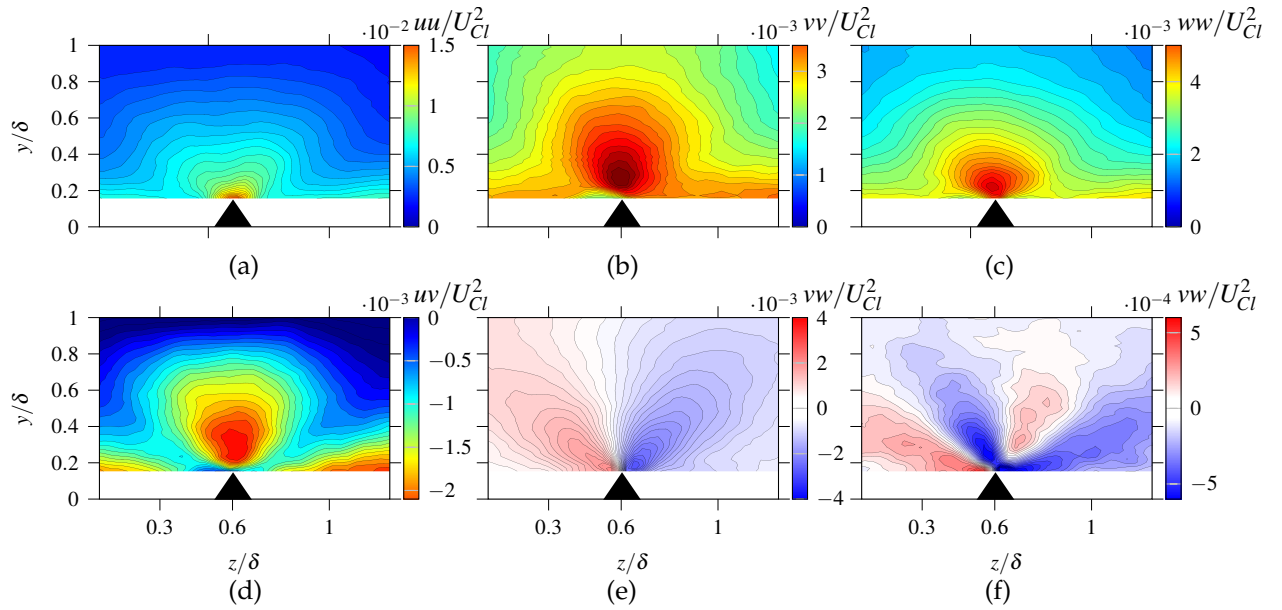 ·10⁻² uu/U²_Cl
·10⁻³ vv/U²_Cl
·10⁻³ ww/U²_Cl
y/δ
1
0.8
0.6
0.4
0.2
0
1.5
1
0.5
0
3
2
1
0
4
2
0
(a)
(b)
(c)
·10⁻³ uv/U²_Cl
·10⁻³ vw/U²_Cl
·10⁻⁴ vw/U²_Cl
y/δ
1
0.8
0.6
0.4
0.2
0
0
−0.5
−1
−1.5
−2
4
2
0
−2
−4
5
0
−5
0.3 0.6 1
0.3 0.6 1
0.3 0.6 1
z/δ
z/δ
z/δ
(d)
(e)
(f)